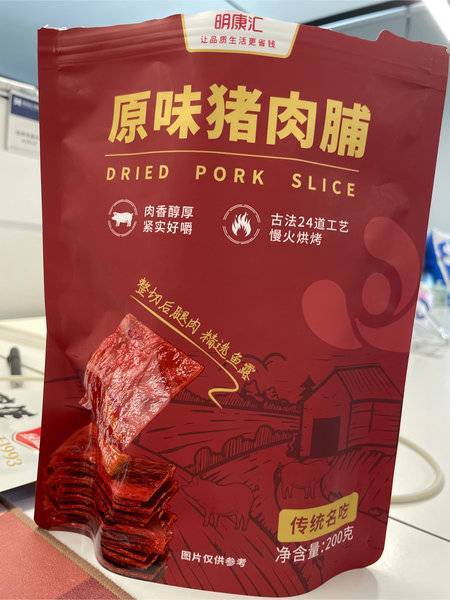 明康汇
让品质生活更省钱
原味猪肉脯
DRIED PORK SLICE
肉香醇厚
紧实好嚼
古法24道工艺
慢火烘烤
整切后腿肉 精选鱼露
传统名吃
净含量:200克
图片仅供参考
1993